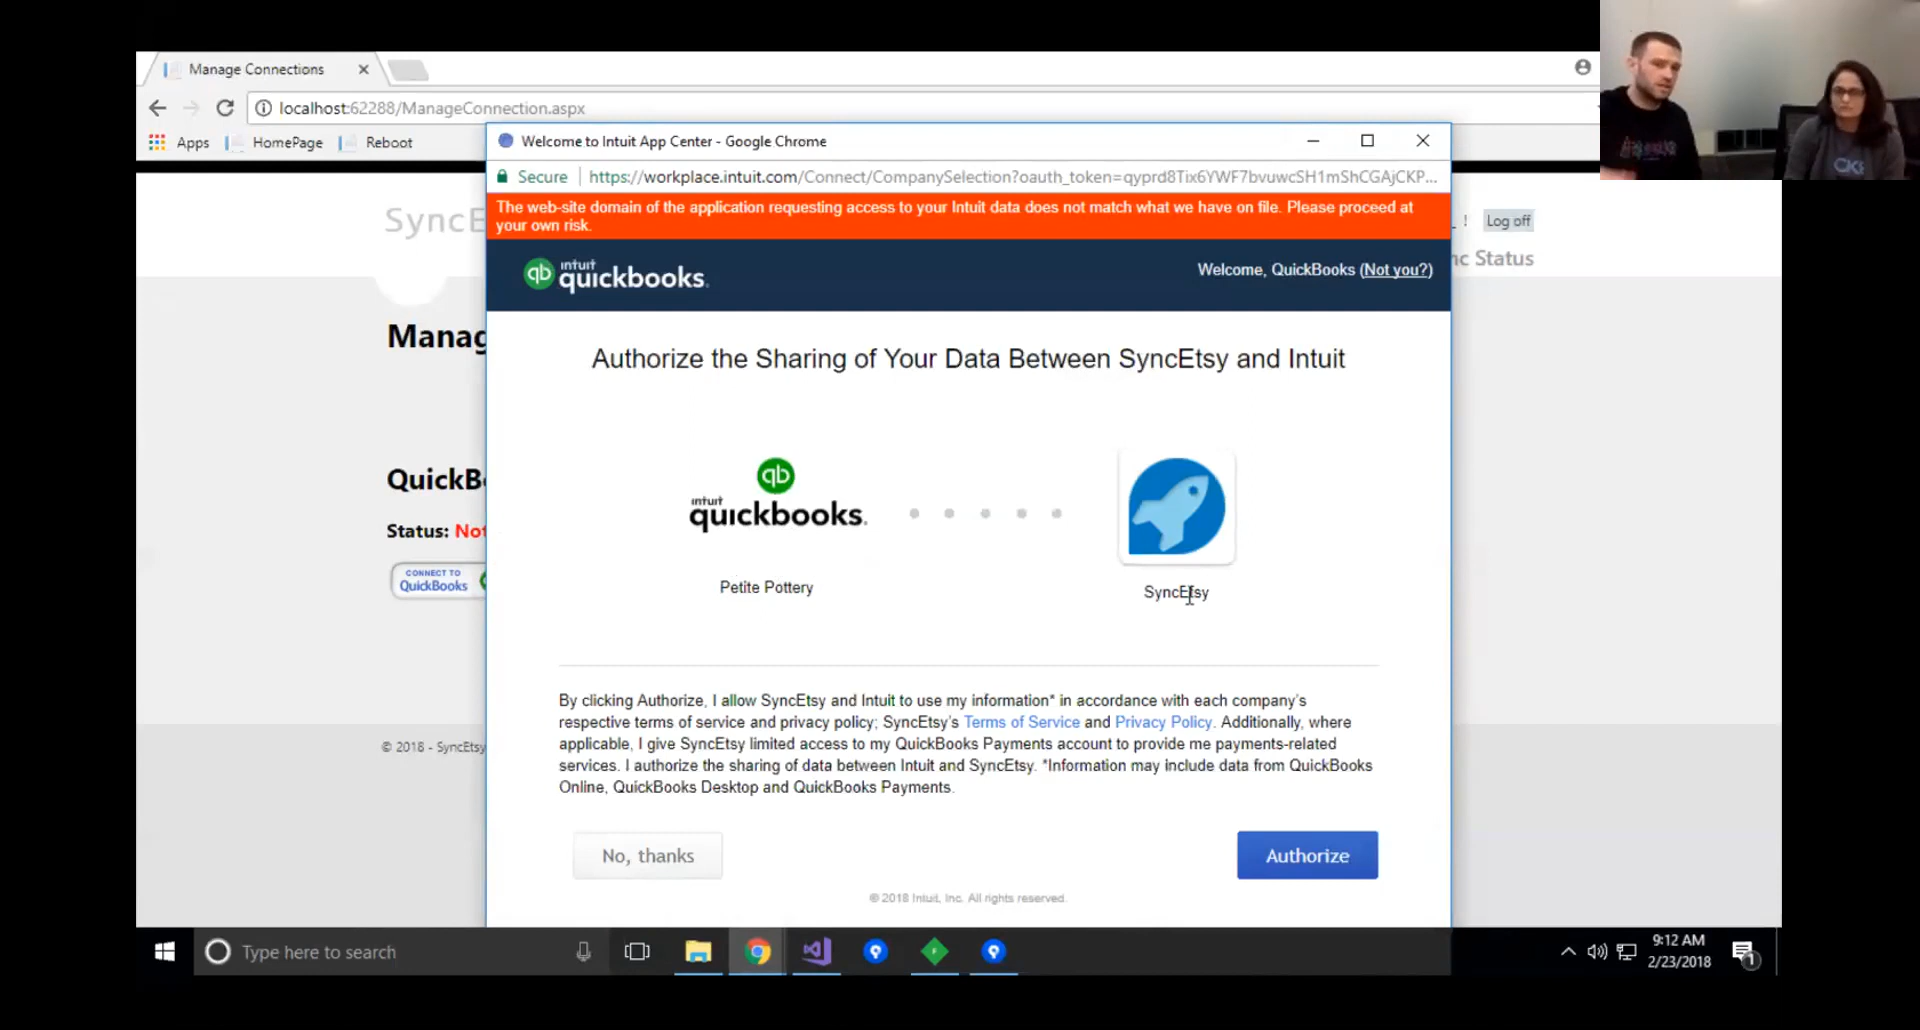 Manage Connections
localhost:62288/ManageConnection.aspx
Apps
HomePage
Reboot
Welcome to Intuit App Center - Google Chrome
Secure
https://workplace.intuit.com/Connect/CompanySelection?oauth_token=qyprd8Tix6YWF7bvuwcSH1mShCGAjCKP...
The web-site domain of the application requesting access to your Intuit data does not match what we have on file. Please proceed at
your own risk.
SyncE
! Log off
nc Status
intuit
quickbooks.
Welcome, QuickBooks (Not you?)
Manag
Authorize the Sharing of Your Data Between SyncEtsy and Intuit
QuickB
qb
intuit
quickbooks.
Status: Not
CONNECT TO
QuickBooks
Petite Pottery
SyncEtsy
By clicking Authorize, I allow SyncEtsy and Intuit to use my information* in accordance with each company's
respective terms of service and privacy policy; SyncEtsy's Terms of Service and Privacy Policy. Additionally, where
applicable, I give SyncEtsy limited access to my QuickBooks Payments account to provide me payments-related
services. I authorize the sharing of data between Intuit and SyncEtsy. *Information may include data from QuickBooks
Online, QuickBooks Desktop and QuickBooks Payments.
© 2018 - SyncEtsy
No, thanks
Authorize
© 2018 Intuit, Inc. All rights reserved.
Type here to search
9:12 AM
2/23/2018
1